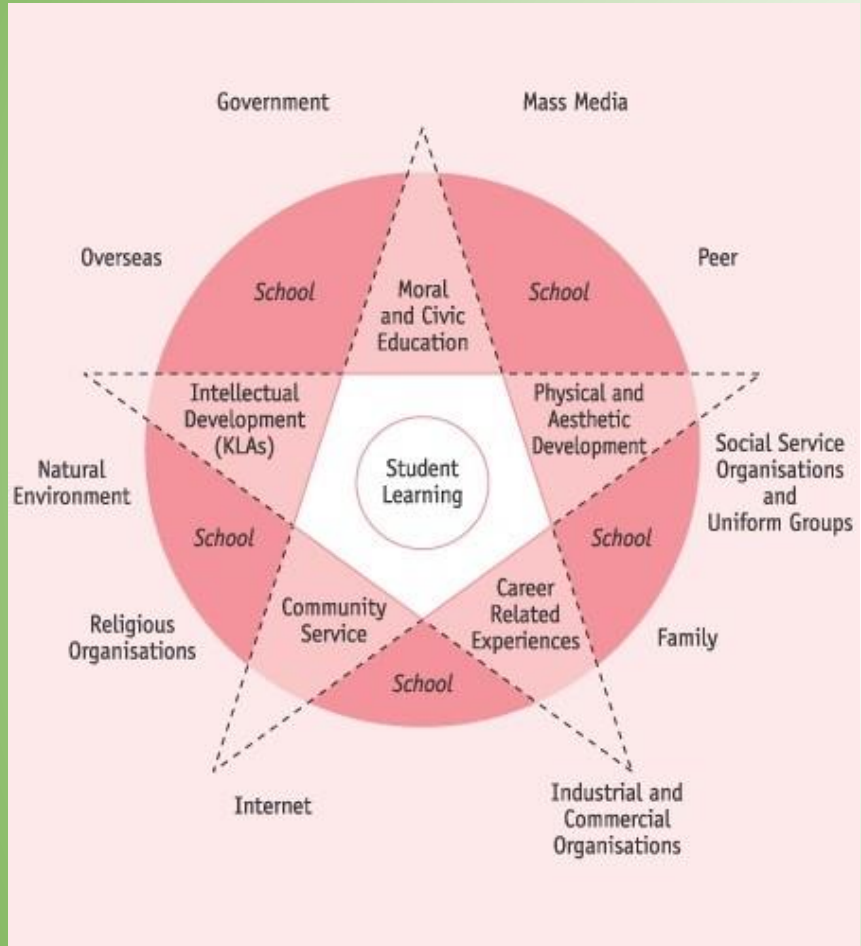 Government
Mass Media
Overseas
Peer
School
Moral
and Civic
Education
School
Intellectual
Development
(KLAs)
Physical and
Aesthetic
Development
Student
Learning
Natural
Environment
Social Service
Organisations
and
Uniform Groups
School
School
Religious
Organisations
Community
Service
Career
Related
Experiences
Family
School
Internet
Industrial and
Commercial
Organisations